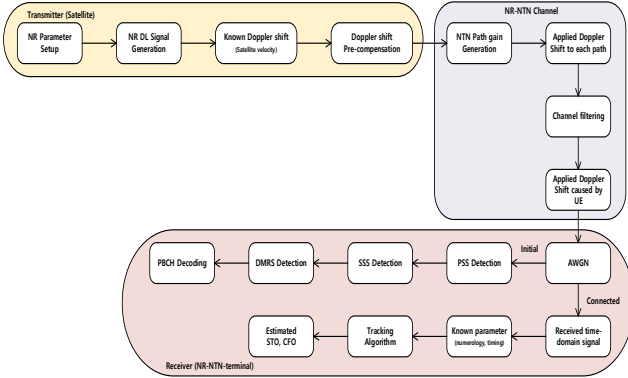 Transmitter (Satellite)
NR Parameter
Setup
NR DL Signal
Generation
Known Doppler shift
(Satellite velocity)
Doppler shift
Pre-compensation
NR-NTN Channel
NTN Path gain
Generation
Applied Doppler
Shift to each path
Channel filtering
Applied Doppler
Shift caused by
UE
AWGN
Initial
PSS Detection
SSS Detection
DMRS Detection
PBCH Decoding
Connected
Received time-
domain signal
Known parameter
(numerology, timing)
Tracking
Algorithm
Estimated
STO, CFO
Receiver (NR-NTN-terminal)